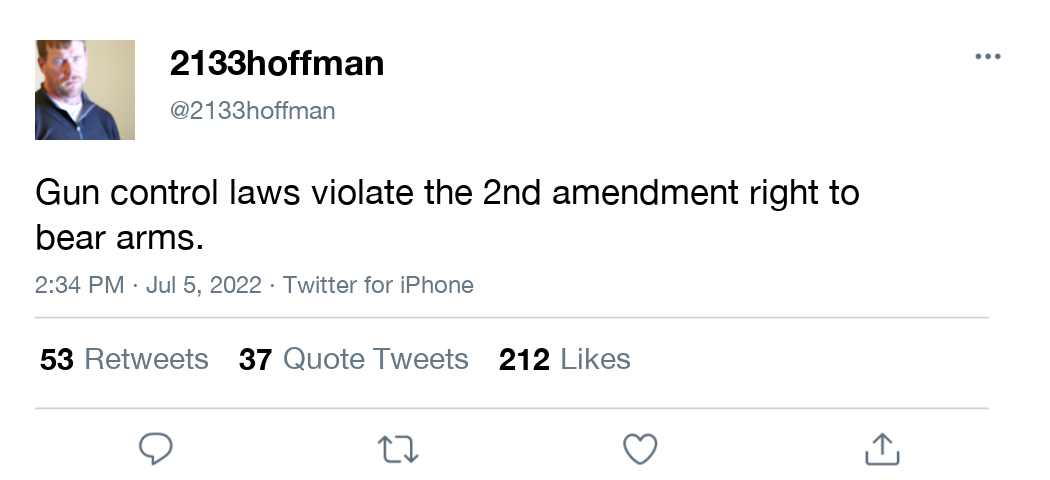 2133hoffman
@2133hoffman
Gun control laws violate the 2nd amendment right to
bear arms.
2:34 PM · Jul 5, 2022 · Twitter for iPhone
53 Retweets 37 Quote Tweets 212 Likes